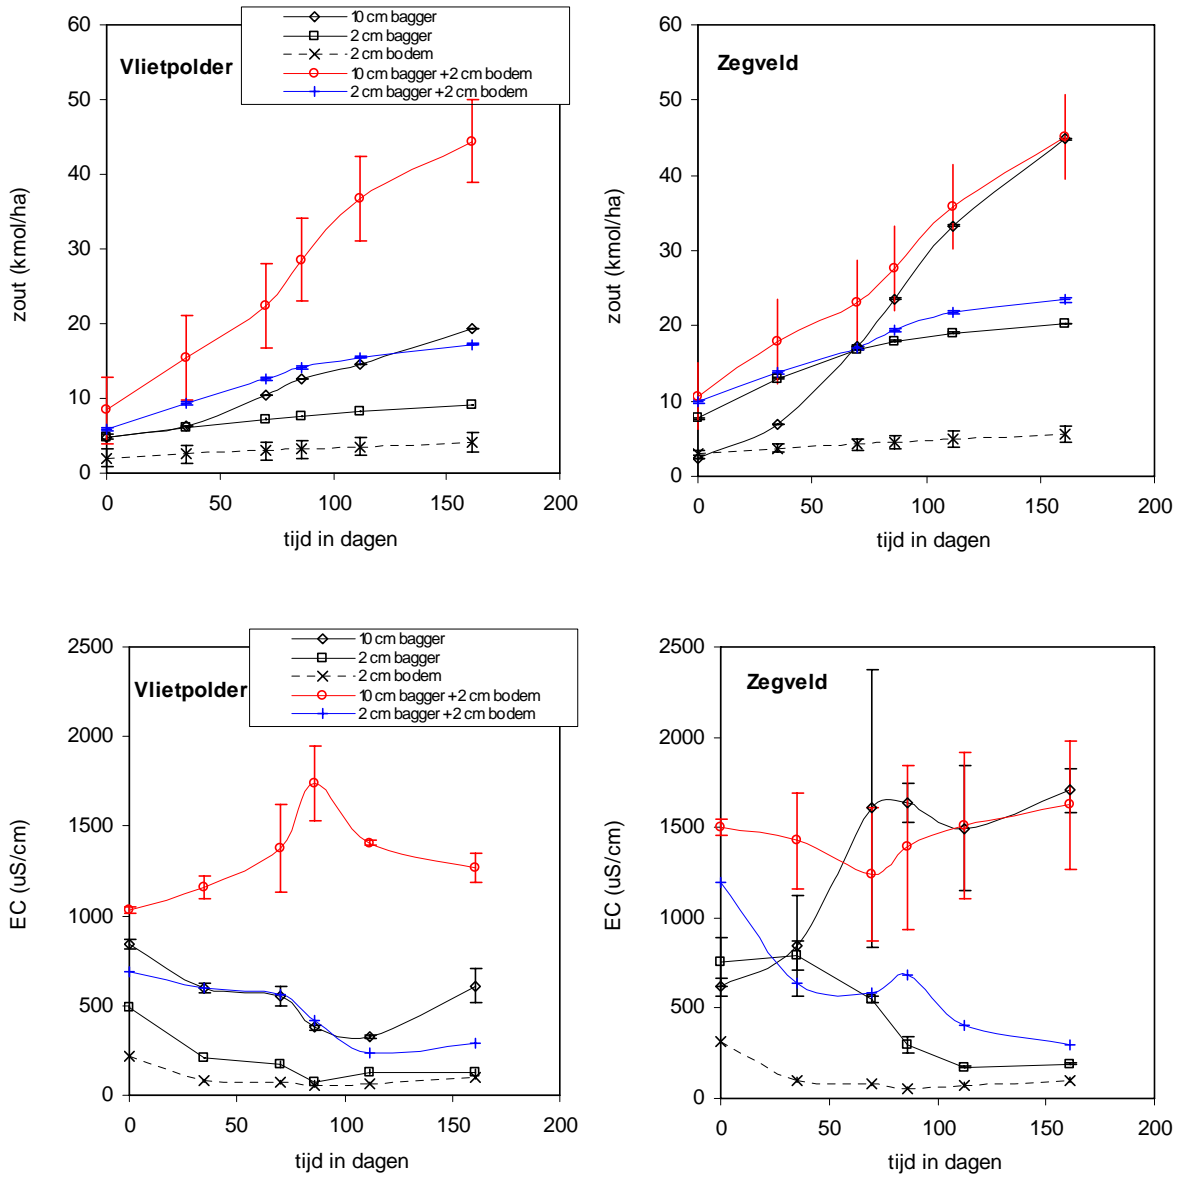 Vlietpolder
10 cm bagger
2 cm bagger
2 cm bodem
10 cm bagger +2 cm bodem
2 cm bagger +2 cm bodem
zout (kmol/ha)
60
50
40
30
20
10
0
0 50 100 150 200
tijd in dagen
Zegveld
zout (kmol/ha)
60
50
40
30
20
10
0
0 50 100 150 200
tijd in dagen
Vlietpolder
10 cm bagger
2 cm bagger
2 cm bodem
10 cm bagger +2 cm bodem
2 cm bagger +2 cm bodem
EC (uS/cm)
2500
2000
1500
1000
500
0
0 50 100 150 200
tijd in dagen
Zegveld
EC (uS/cm)
2500
2000
1500
1000
500
0
0 50 100 150 200
tijd in dagen